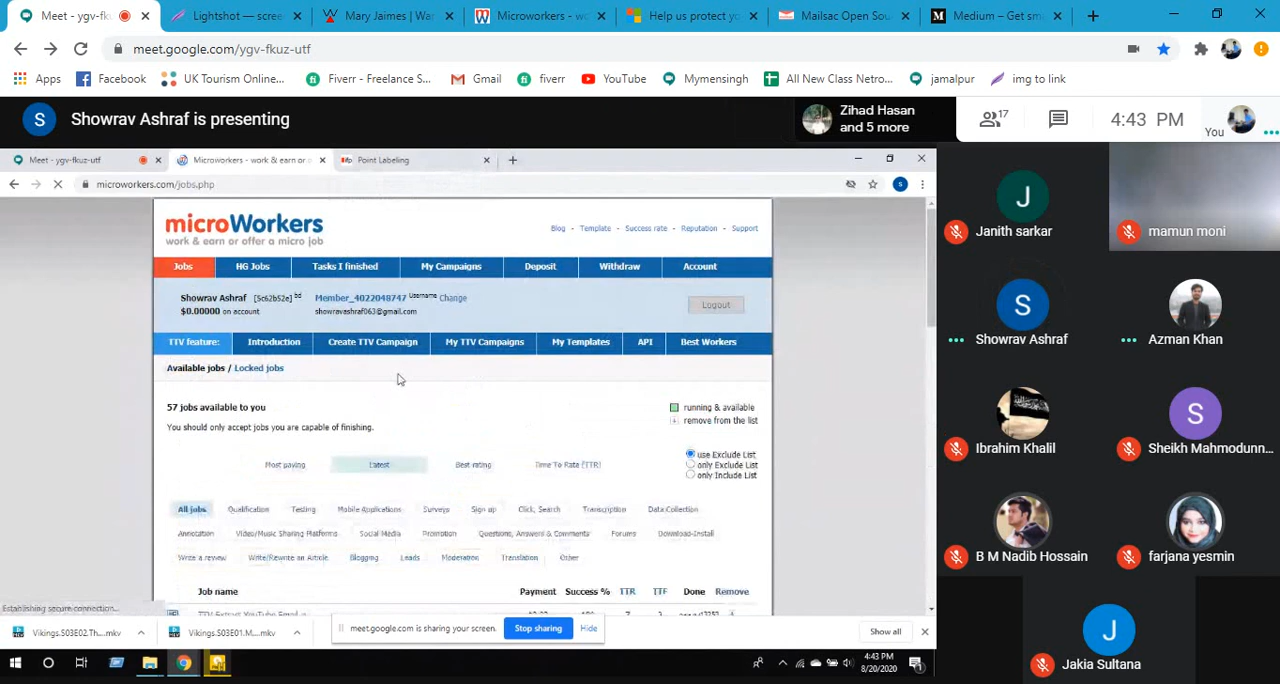 Meet - ygv-fkuz-utf
Lightshot — scree
Mary Jaimes | Wa
Microworkers - wo
Help us protect yo
Mailsac Open Sou
Medium – Get sm
meet.google.com/ygv-fkuz-utf
Apps
Facebook
UK Tourism Online...
Fiverr - Freelance S...
Gmail
fiverr
YouTube
Mymensingh
All New Class Netro...
jamalpur
img to link
S
Showrav Ashraf is presenting
Zihad Hasan
and 5 more
17
4:43 PM
You
Meet - ygv-fkuz-utf
Microworkers - work & earn or o
Point Labeling
microworkers.com/jobs.php
microWorkers
work & earn or offer a micro job
Blog - Template - Success rate - Reputation - Support
Jobs
HG Jobs
Tasks I finished
My Campaigns
Deposit
Withdraw
Account
Showrav Ashraf [5c62b52e] bd
Member_4022048747 Username Change
$0.00000 on account
showravashraf063@gmail.com
Logout
TTV feature:
Introduction
Create TTV Campaign
My TTV Campaigns
My Templates
API
Best Workers
Available jobs / Locked jobs
57 jobs available to you
running & available
You should only accept jobs you are capable of finishing.
remove from the list
use Exclude List
only Exclude List
only Include List
Most paying
Latest
Best rating
Time To Rate (TTR)
All jobs
Qualification
Testing
Mobile Applications
Surveys
Sign up
Click, Search
Transcription
Data Collection
Annotation
Video/Music Sharing Platforms
Social Media
Promotion
Questions, Answers & Comments
Forums
Download-Install
Write a review
Write/Rewrite an Article
Blogging
Leads
Moderation
Translation
Other
Job name
Payment
Success %
TTR
TTF
Done
Remove
Establishing secure connection...
Vikings.S03E02.Th....mkv
Vikings.S03E01.M....mkv
meet.google.com is sharing your screen.
Stop sharing
Hide
Show all
4:43 PM
8/20/2020
J
Janith sarkar
mamun moni
S
Showrav Ashraf
Azman Khan
Ibrahim Khalil
S
Sheikh Mahmodunn...
B M Nadib Hossain
farjana yesmin
J
Jakia Sultana